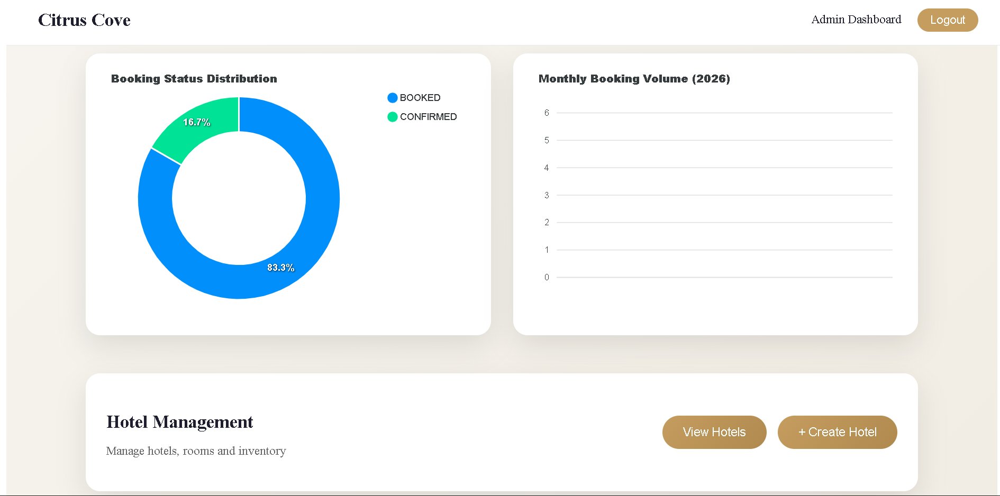 Citrus Cove
Admin Dashboard
Logout
Booking Status Distribution
BOOKED
CONFIRMED
16.7%
83.3%
Monthly Booking Volume (2026)
6
5
4
3
2
1
0
Hotel Management
Manage hotels, rooms and inventory
View Hotels
+ Create Hotel